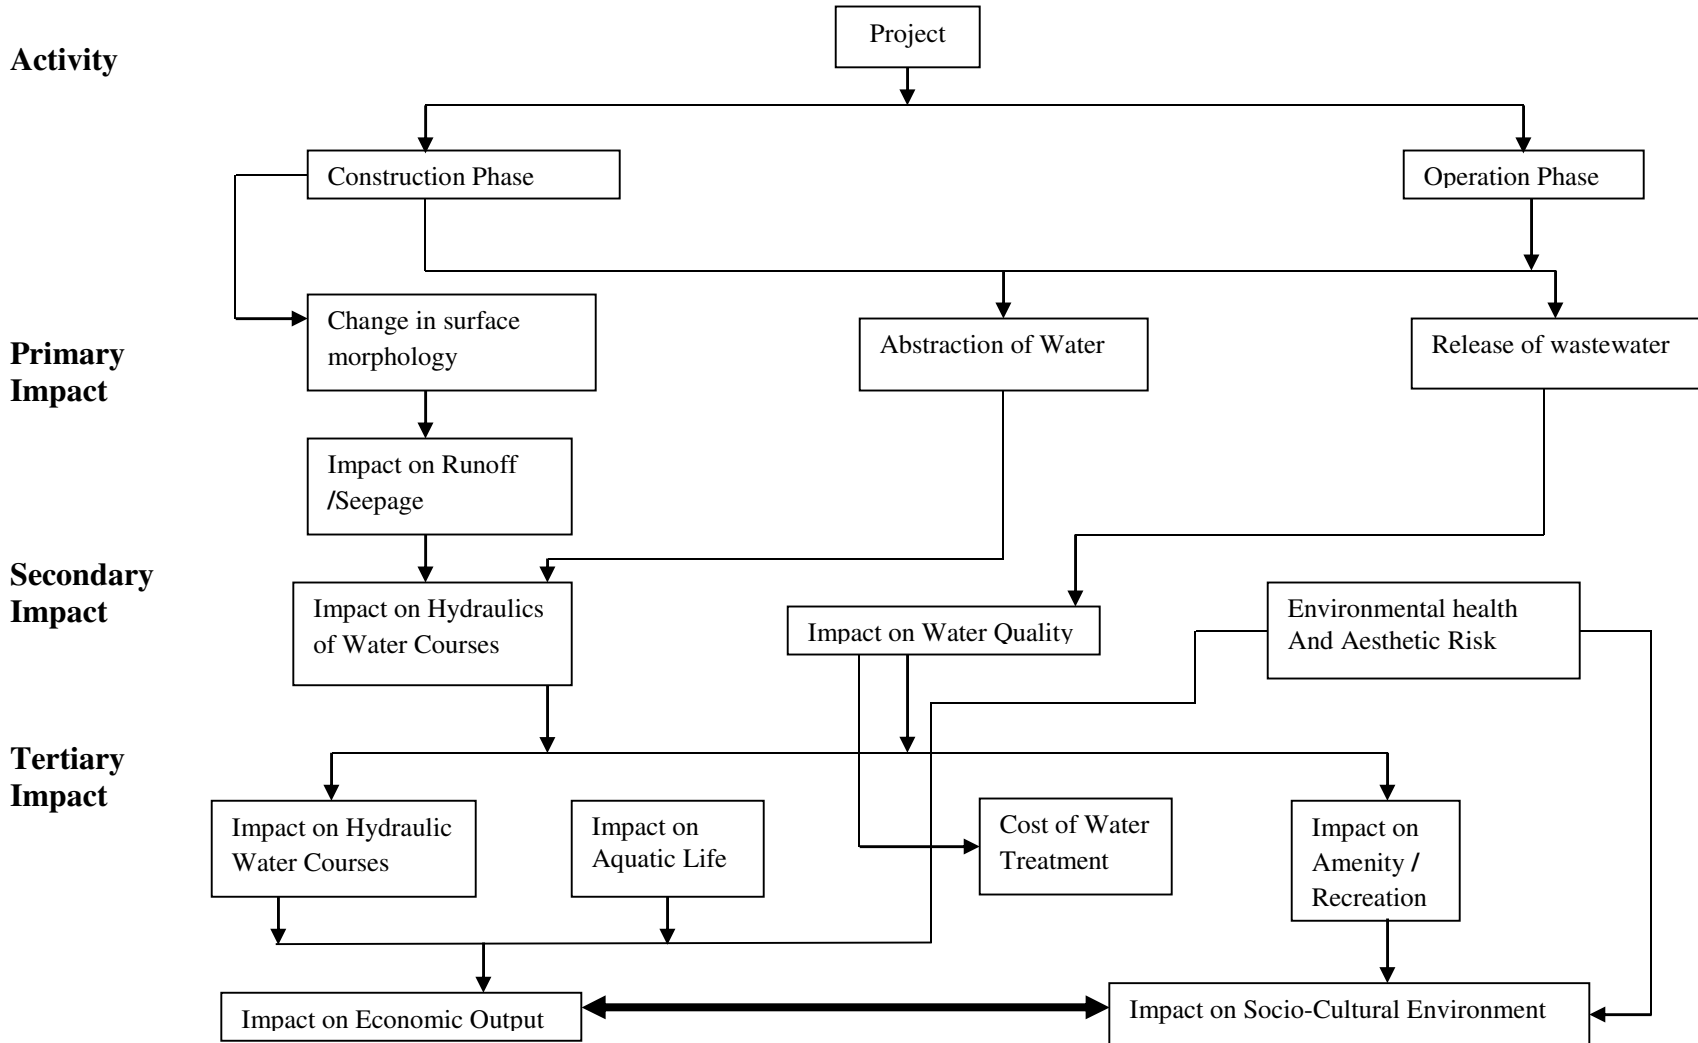 Project
Activity
Construction Phase
Operation Phase
Change in surface
morphology
Abstraction of Water
Release of wastewater
Primary
Impact
Impact on Runoff
/Seepage
Secondary
Impact
Impact on Hydraulics
of Water Courses
Impact on Water Quality
Environmental health
And Aesthetic Risk
Tertiary
Impact
Impact on Hydraulic
Water Courses
Impact on
Aquatic Life
Cost of Water
Treatment
Impact on
Amenity /
Recreation
Impact on Economic Output
Impact on Socio-Cultural Environment